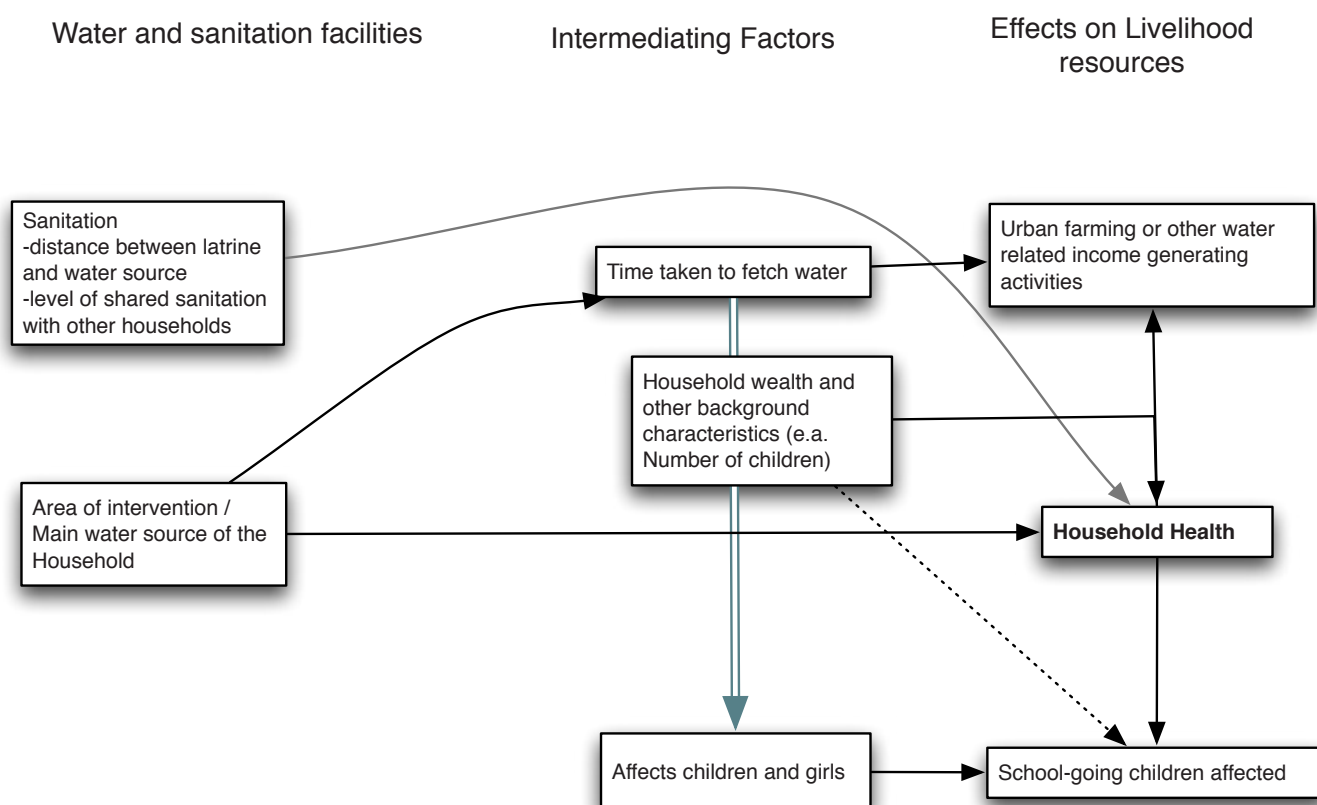 Water and sanitation facilities
Intermediating Factors
Effects on Livelihood
resources
Sanitation
-distance between latrine
and water source
-level of shared sanitation
with other households
Time taken to fetch water
Urban farming or other water
related income generating
activities
Household wealth and
other background
characteristics (e.a.
Number of children)
Area of intervention /
Main water source of the
Household
Household Health
Affects children and girls
School-going children affected